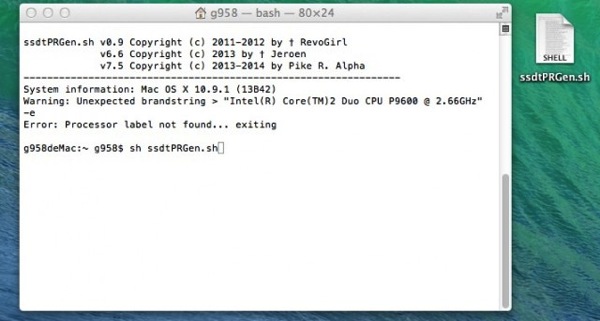 g958 — bash — 80×24
ssdtPRGen.sh v0.9 Copyright (c) 2011-2012 by † RevoGirl
v6.6 Copyright (c) 2013 by † Jeroen
v7.5 Copyright (c) 2013-2014 by Pike R. Alpha
----------------------------------------------------------------
System information: Mac OS X 10.9.1 (13B42)
Warning: Unexpected brandstring > "Intel(R) Core(TM)2 Duo CPU P9600 @ 2.66GHz"
-e
Error: Processor label not found... exiting
g958deMac:~ g958$ sh ssdtPRGen.sh
SHELL
ssdtPRGen.sh